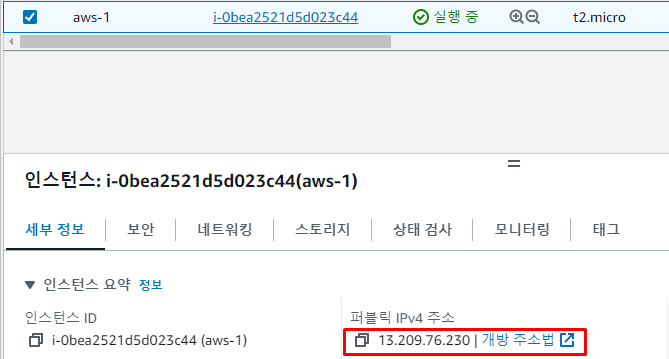 aws-1 i-0bea2521d5d023c44 실행 중 t2.micro
인스턴스: i-0bea2521d5d023c44(aws-1)
세부 정보 보안 네트워킹 스토리지 상태 검사 모니터링 태그
▼ 인스턴스 요약 정보
인스턴스 ID 퍼블릭 IPv4 주소
i-0bea2521d5d023c44 (aws-1) 13.209.76.230 | 개방 주소법